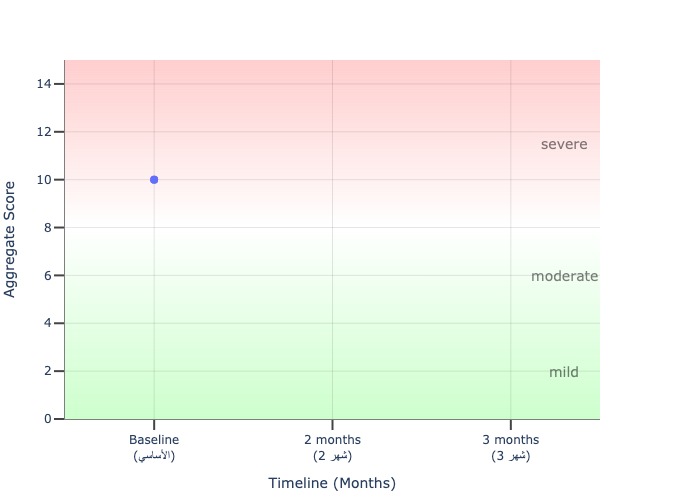 14
12
severe
10
8
6
moderate
4
2
mild
0
Aggregate Score
Baseline
(الأساسي)
2 months
(2 شهر)
3 months
(3 شهر)
Timeline (Months)